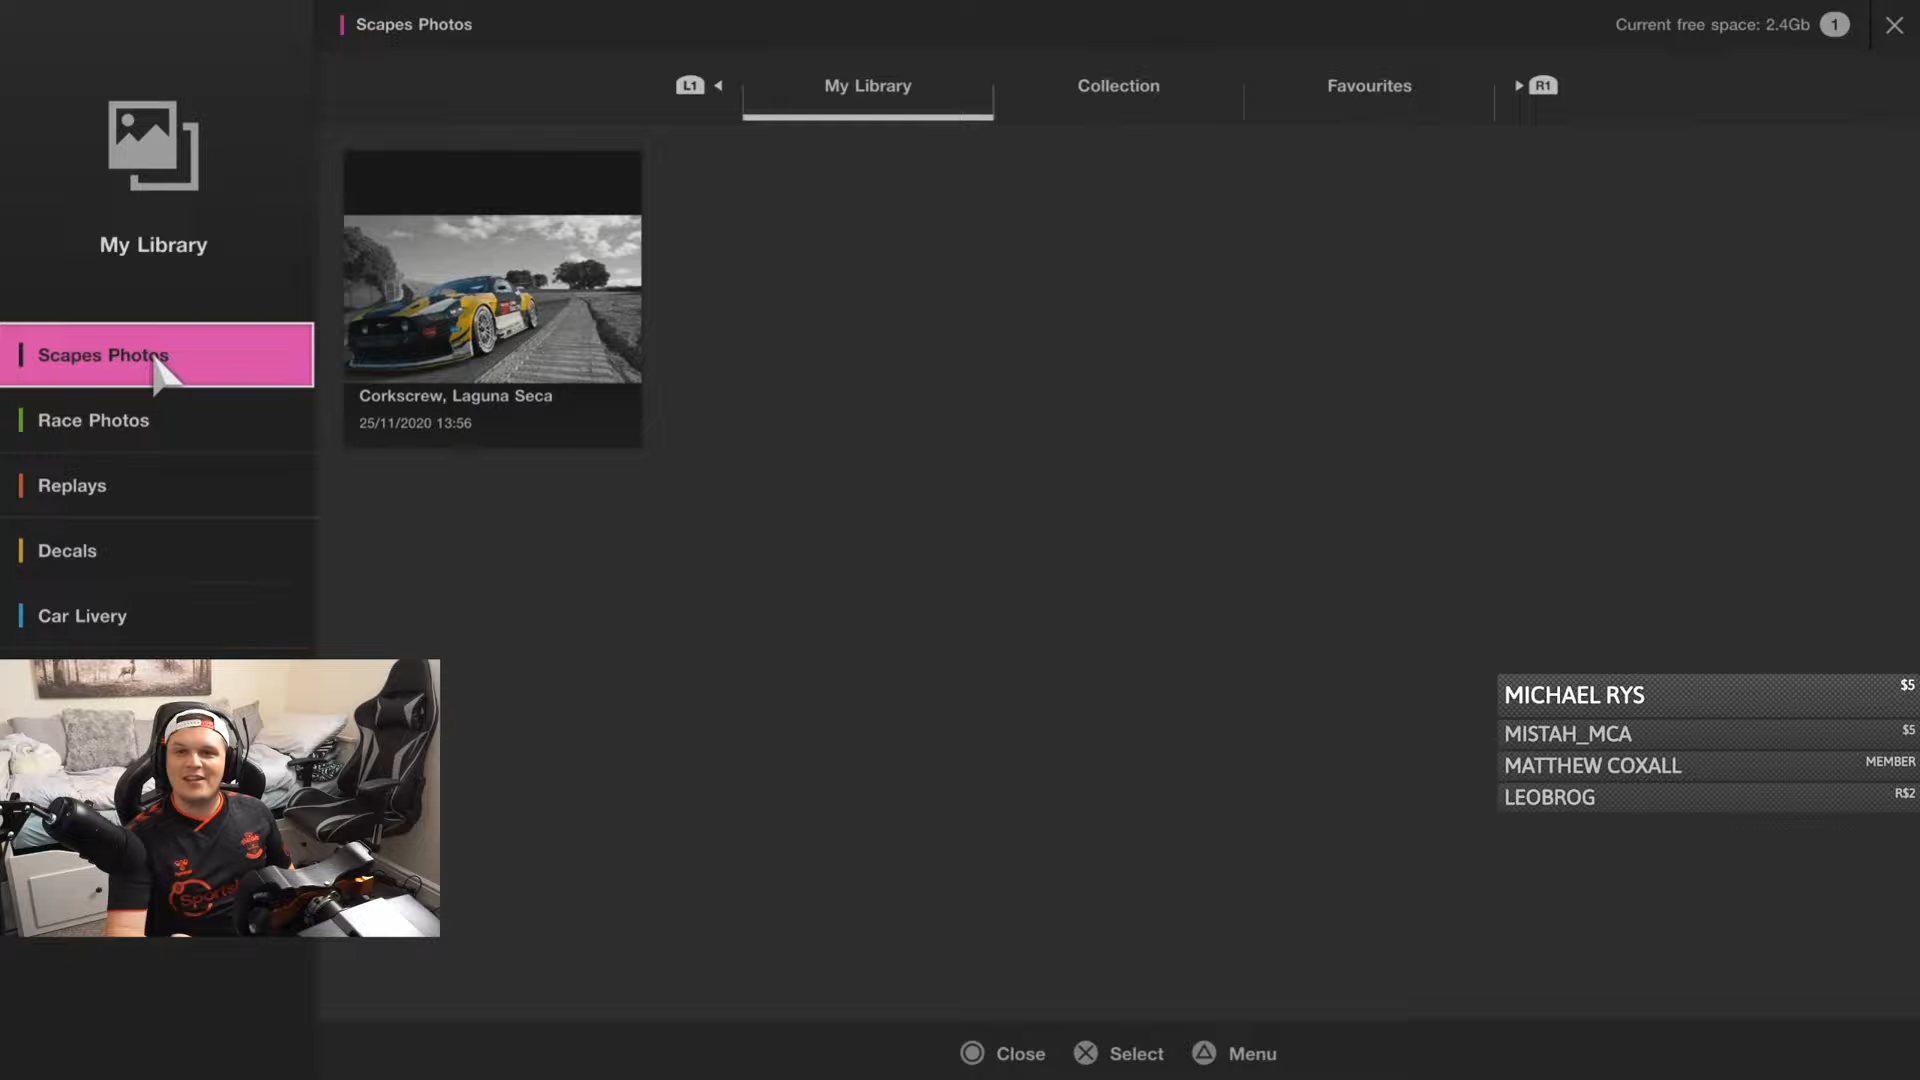 Scapes Photos
Current free space: 2.4Gb 1
L1
My Library
Collection
Favourites
R1
My Library
Scapes Photos
Race Photos
Replays
Decals
Car Livery
Corkscrew, Laguna Seca
25/11/2020 13:56
MICHAEL RYS $5
MISTAH_MCA $5
MATTHEW COXALL MEMBER
LEOBROG R$2
Sports
Close
Select
Menu